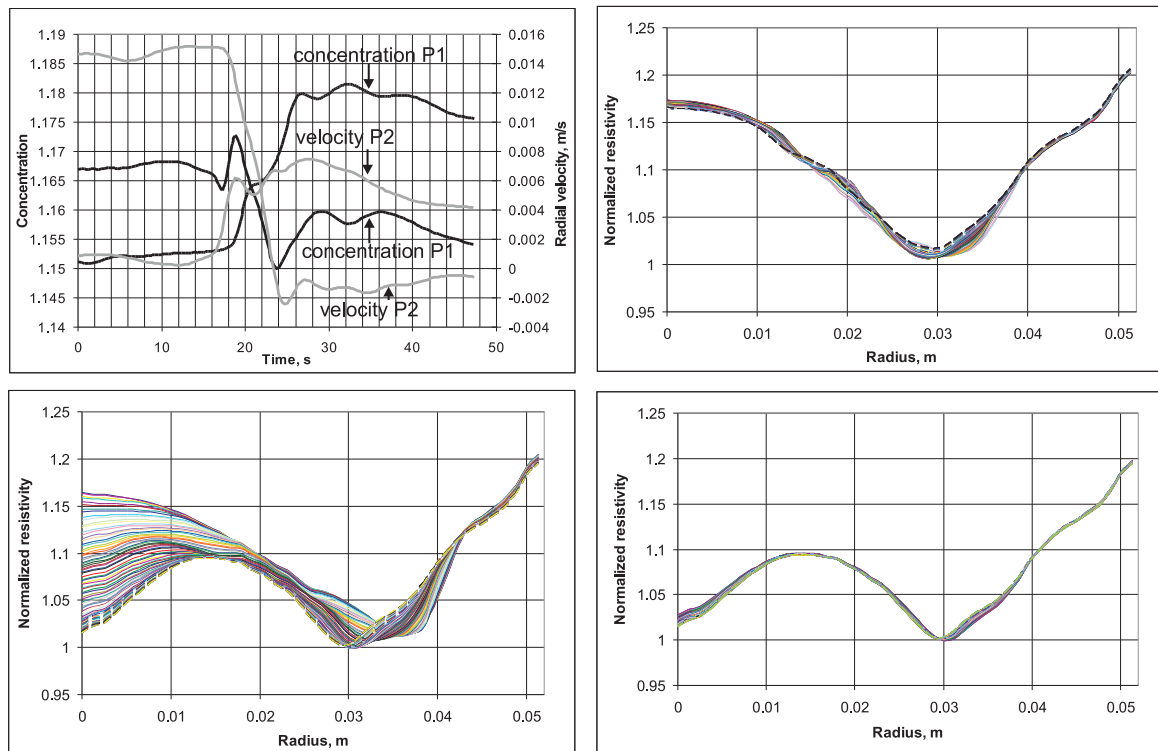 1.19
1.185
1.18
1.175
1.17
1.165
1.16
1.155
1.15
1.145
1.14
Concentration
0.016
0.014
0.012
0.01
0.008
0.006
0.004
0.002
0
-0.002
-0.004
Radial velocity, m/s
concentration P1
velocity P2
concentration P1
velocity P2
0 10 20 30 40 50
Time, s
1.25
1.2
1.15
1.1
1.05
1
0.95
Normalized resistivity
0 0.01 0.02 0.03 0.04 0.05
Radius, m
1.25
1.2
1.15
1.1
1.05
1
0.95
Normalized resistivity
0 0.01 0.02 0.03 0.04 0.05
Radius, m
1.25
1.2
1.15
1.1
1.05
1
0.95
Normalized resistivity
0 0.01 0.02 0.03 0.04 0.05
Radius, m